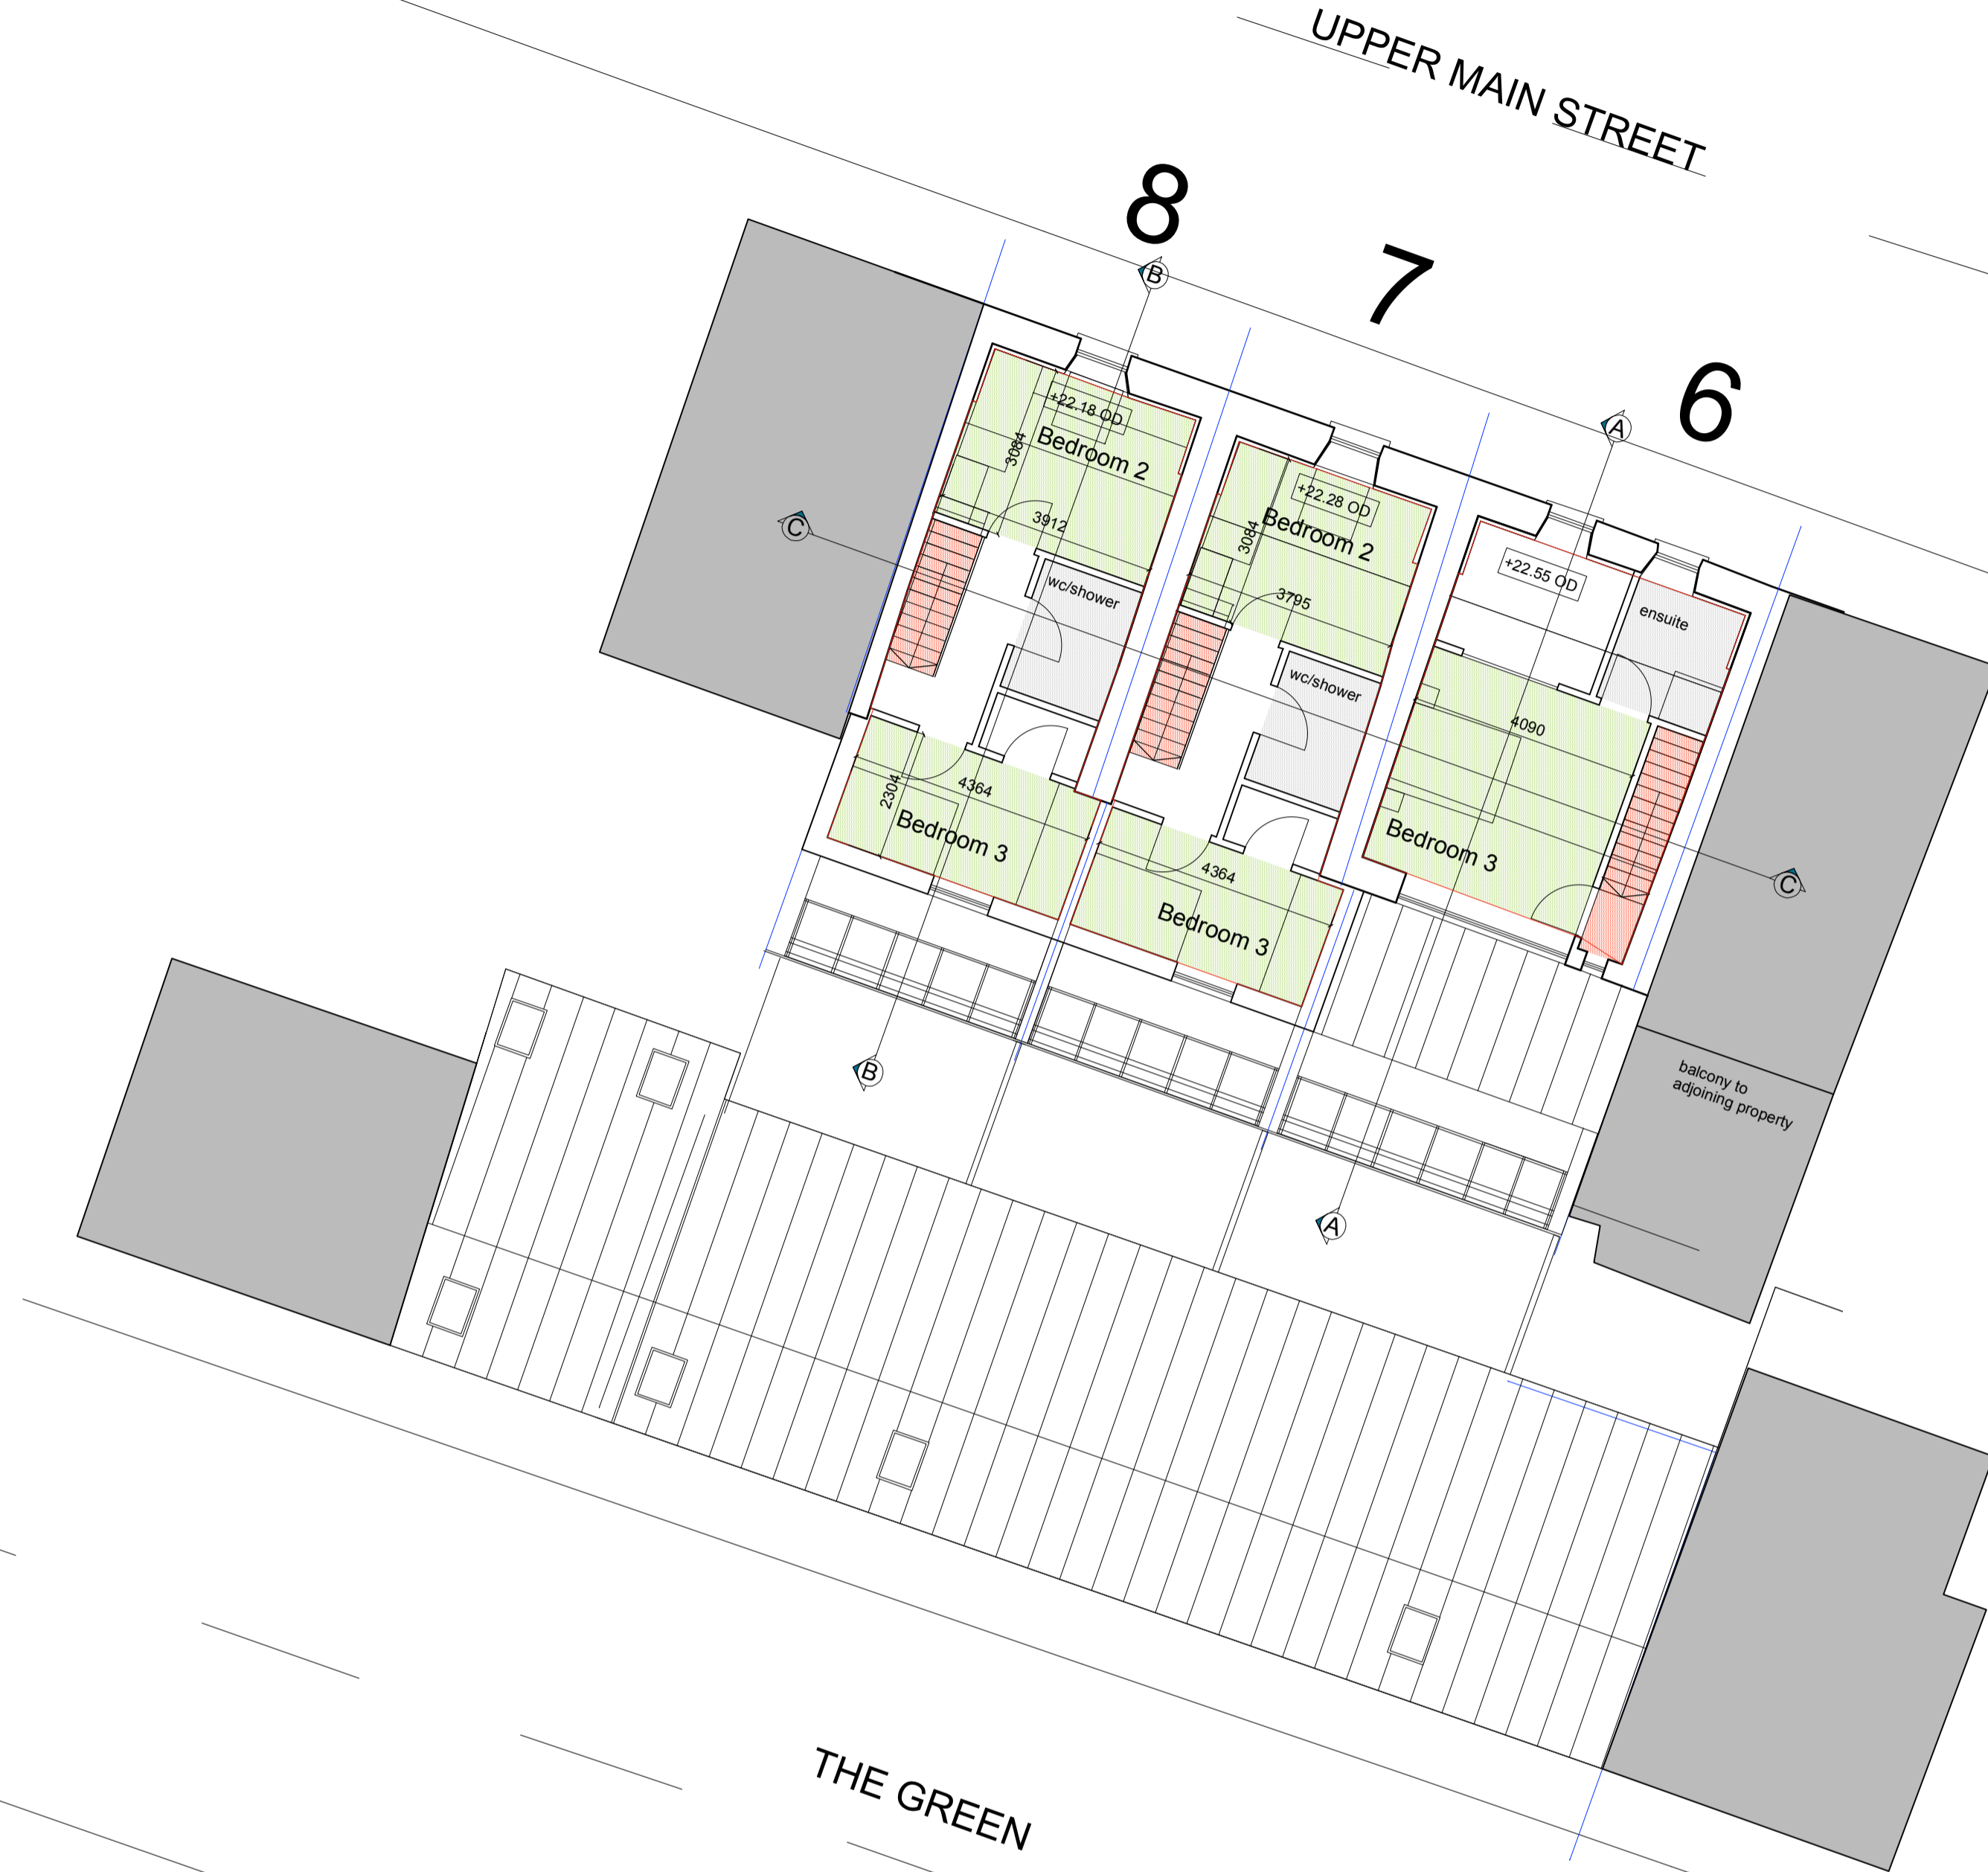 UPPER MAIN STREET
8
7
6
B
A
+22.18 OD
3084
Bedroom 2
3912
wc/shower
+22.28 OD
3084
Bedroom 2
3795
wc/shower
+22.55 OD
ensuite
4090
Bedroom 3
C
C
2304
4364
Bedroom 3
4364
Bedroom 3
B
A
balcony to
adjoining property
THE GREEN